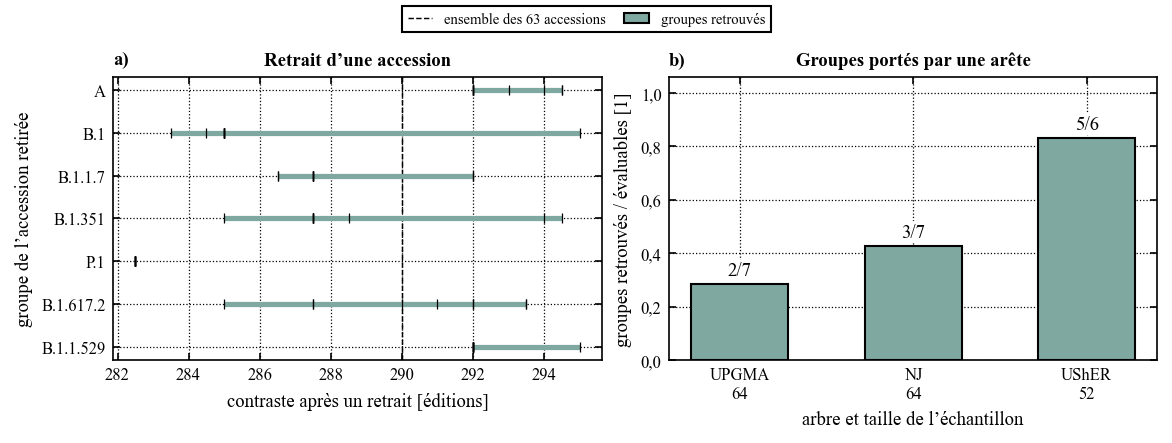 ensemble des 63 accessions
groupes retrouvés
a)
Retrait d’une accession
groupe de l’accession retirée
A
B.1
B.1.1.7
B.1.351
P.1
B.1.617.2
B.1.1.529
282 284 286 288 290 292 294
contraste après un retrait [éditions]
b)
Groupes portés par une arête
groupes retrouvés / évaluables [1]
1,0
0,8
0,6
0,4
0,2
0,0
2/7
3/7
5/6
UPGMA NJ UShER
64 64 52
arbre et taille de l’échantillon